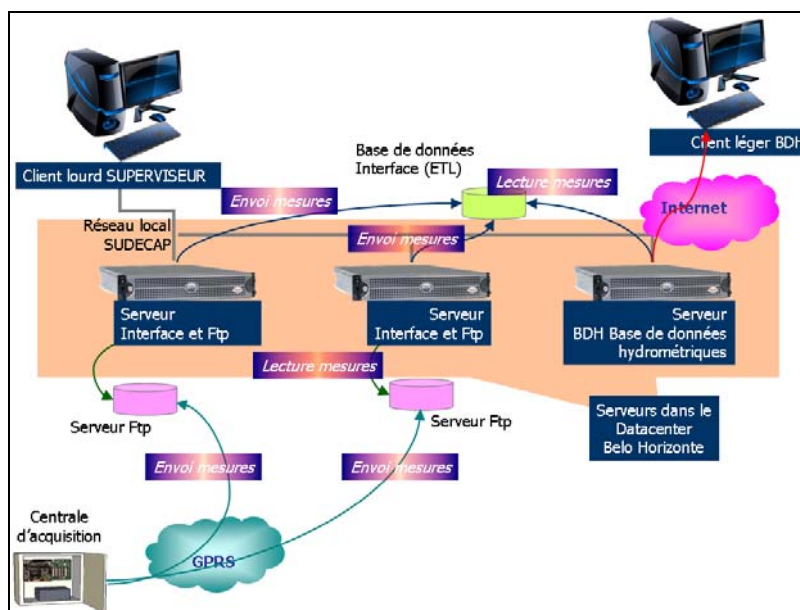 Client lourd SUPERVISEUR
Base de données
Interface (ETL)
Client léger BDH
Envoi mesures
Lecture mesures
Internet
Réseau local
SUDECAP
Envoi mesures
Serveur
Interface et Ftp
Serveur
Interface et Ftp
Serveur
BDH Base de données
hydrométriques
Lecture mesures
Serveur Ftp
Serveur Ftp
Serveurs dans le
Datacenter
Belo Horizonte
Envoi mesures
Envoi mesures
Centrale
d'acquisition
GPRS